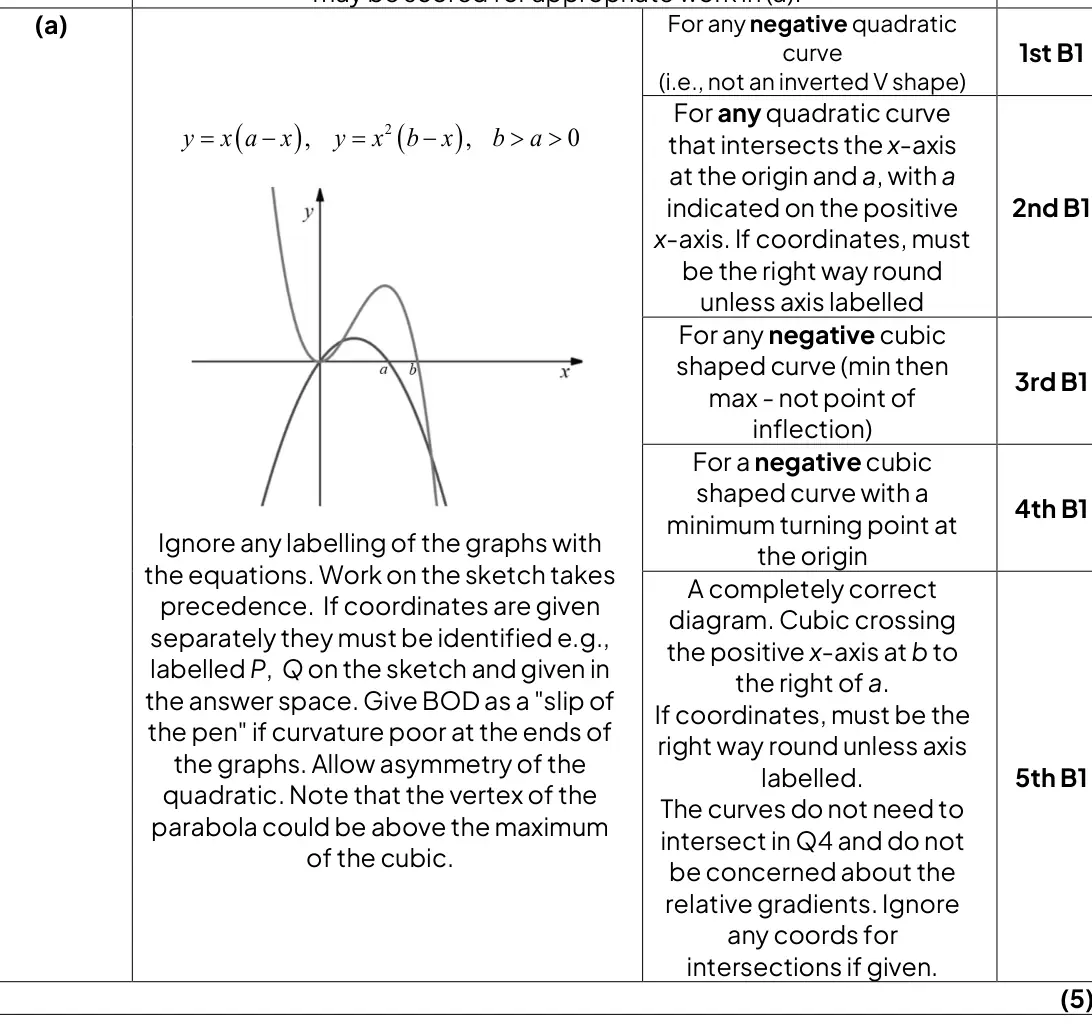 may be scored for appropriate work in (a).
(a)
For any negative quadratic
curve
(i.e., not an inverted V shape)
1st B1
y = x(a − x), y = x²(b − x), b > a > 0
y
a b x
Ignore any labelling of the graphs with
the equations. Work on the sketch takes
precedence. If coordinates are given
separately they must be identified e.g.,
labelled P, Q on the sketch and given in
the answer space. Give BOD as a "slip of
the pen" if curvature poor at the ends of
the graphs. Allow asymmetry of the
quadratic. Note that the vertex of the
parabola could be above the maximum
of the cubic.
For any quadratic curve
that intersects the x-axis
at the origin and a, with a
indicated on the positive
x-axis. If coordinates, must
be the right way round
unless axis labelled
2nd B1
For any negative cubic
shaped curve (min then
max - not point of
inflection)
3rd B1
For a negative cubic
shaped curve with a
minimum turning point at
the origin
4th B1
A completely correct
diagram. Cubic crossing
the positive x-axis at b to
the right of a.
If coordinates, must be the
right way round unless axis
labelled.
The curves do not need to
intersect in Q4 and do not
be concerned about the
relative gradients. Ignore
any coords for
intersections if given.
5th B1
(5)